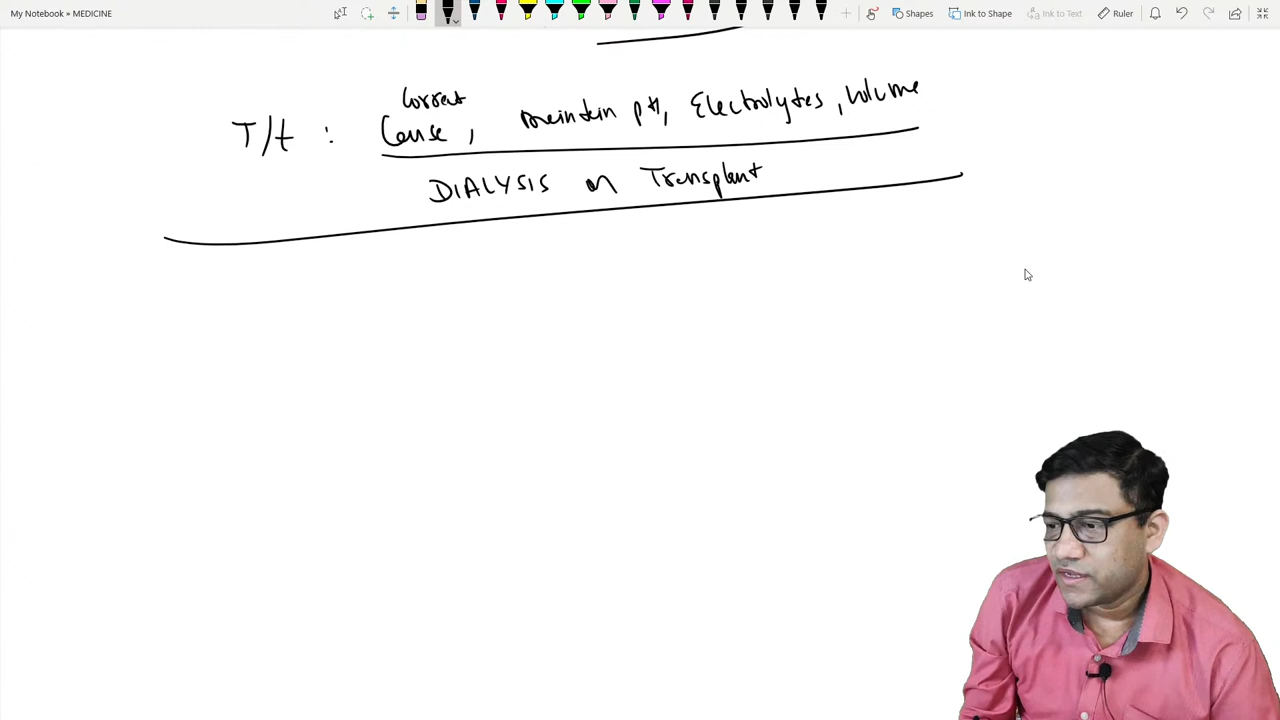 My Notebook » MEDICINE
Shapes Ink to Shape Ink to Text Ruler
Correct
T/t : Cause, Maintain pH, Electrolytes, Volume
DIALYSIS or Transplant